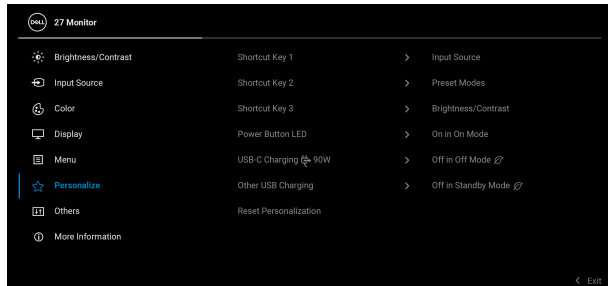 DELL 27 Monitor
Brightness/Contrast Shortcut Key 1 > Input Source
Input Source Shortcut Key 2 > Preset Modes
Color Shortcut Key 3 > Brightness/Contrast
Display Power Button LED > On in On Mode
Menu USB-C Charging 90W > Off in Off Mode
Personalize Other USB Charging > Off in Standby Mode
Others Reset Personalization
More Information
< Exit